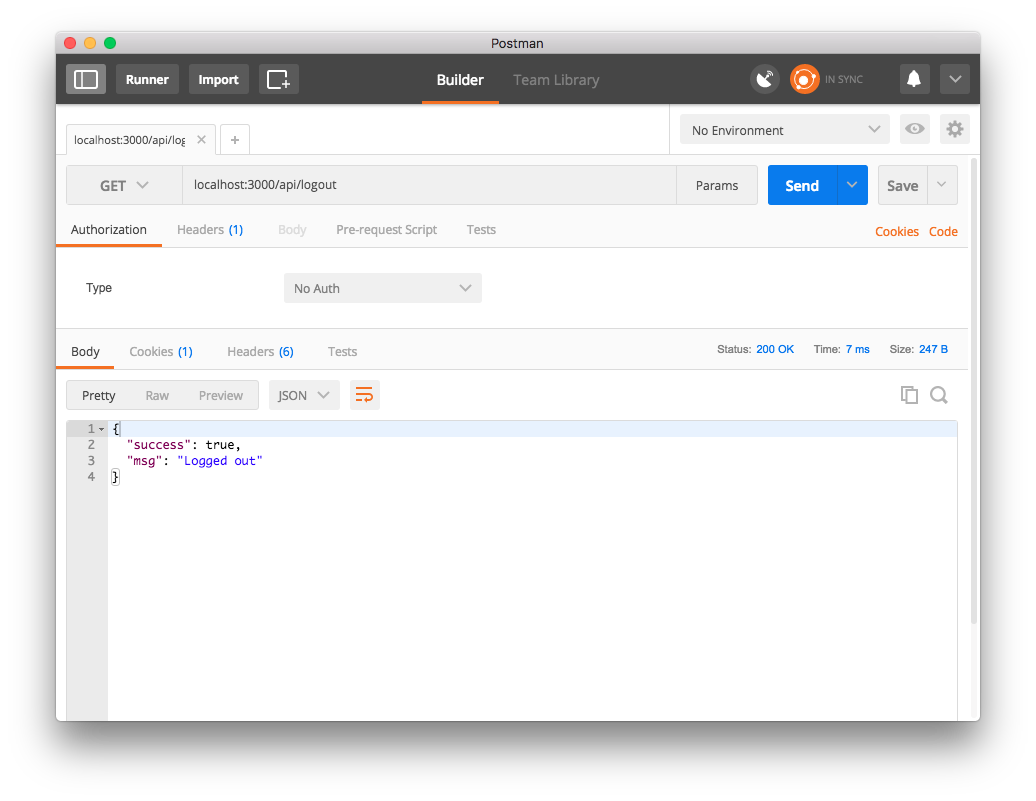 Postman
Runner Import Builder Team Library IN SYNC
localhost:3000/api/log No Environment
GET localhost:3000/api/logout Params Send Save
Authorization Headers (1) Body Pre-request Script Tests Cookies Code
Type No Auth
Body Cookies (1) Headers (6) Tests Status: 200 OK Time: 7 ms Size: 247 B
Pretty Raw Preview JSON
1 {
2 "success": true,
3 "msg": "Logged out"
4 }